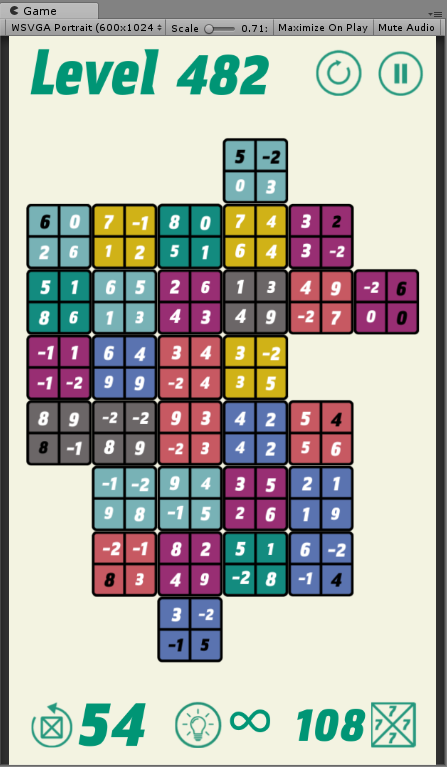 Game
WSVGA Portrait (600x1024 Scale 0.71: Maximize On Play Mute Audio
Level 482
5 -2
0 3
6 0 7 -1 8 0 7 4 3 2
2 6 1 2 5 1 6 4 3 -2
5 1 6 5 2 6 1 3 4 9 -2 6
8 6 1 3 4 3 4 9 -2 7 0 0
-1 1 6 4 3 4 3 -2
-1 -2 9 9 -2 4 3 5
8 9 -2 -2 9 3 4 2 5 4
8 -1 8 9 -2 3 4 2 5 6
-1 -2 9 4 3 5 2 1
9 8 -1 5 2 6 1 9
-2 -1 8 2 5 1 6 -2
8 3 4 9 -2 8 -1 4
3 -2
-1 5
54 ∞ 108 7 7 7 7